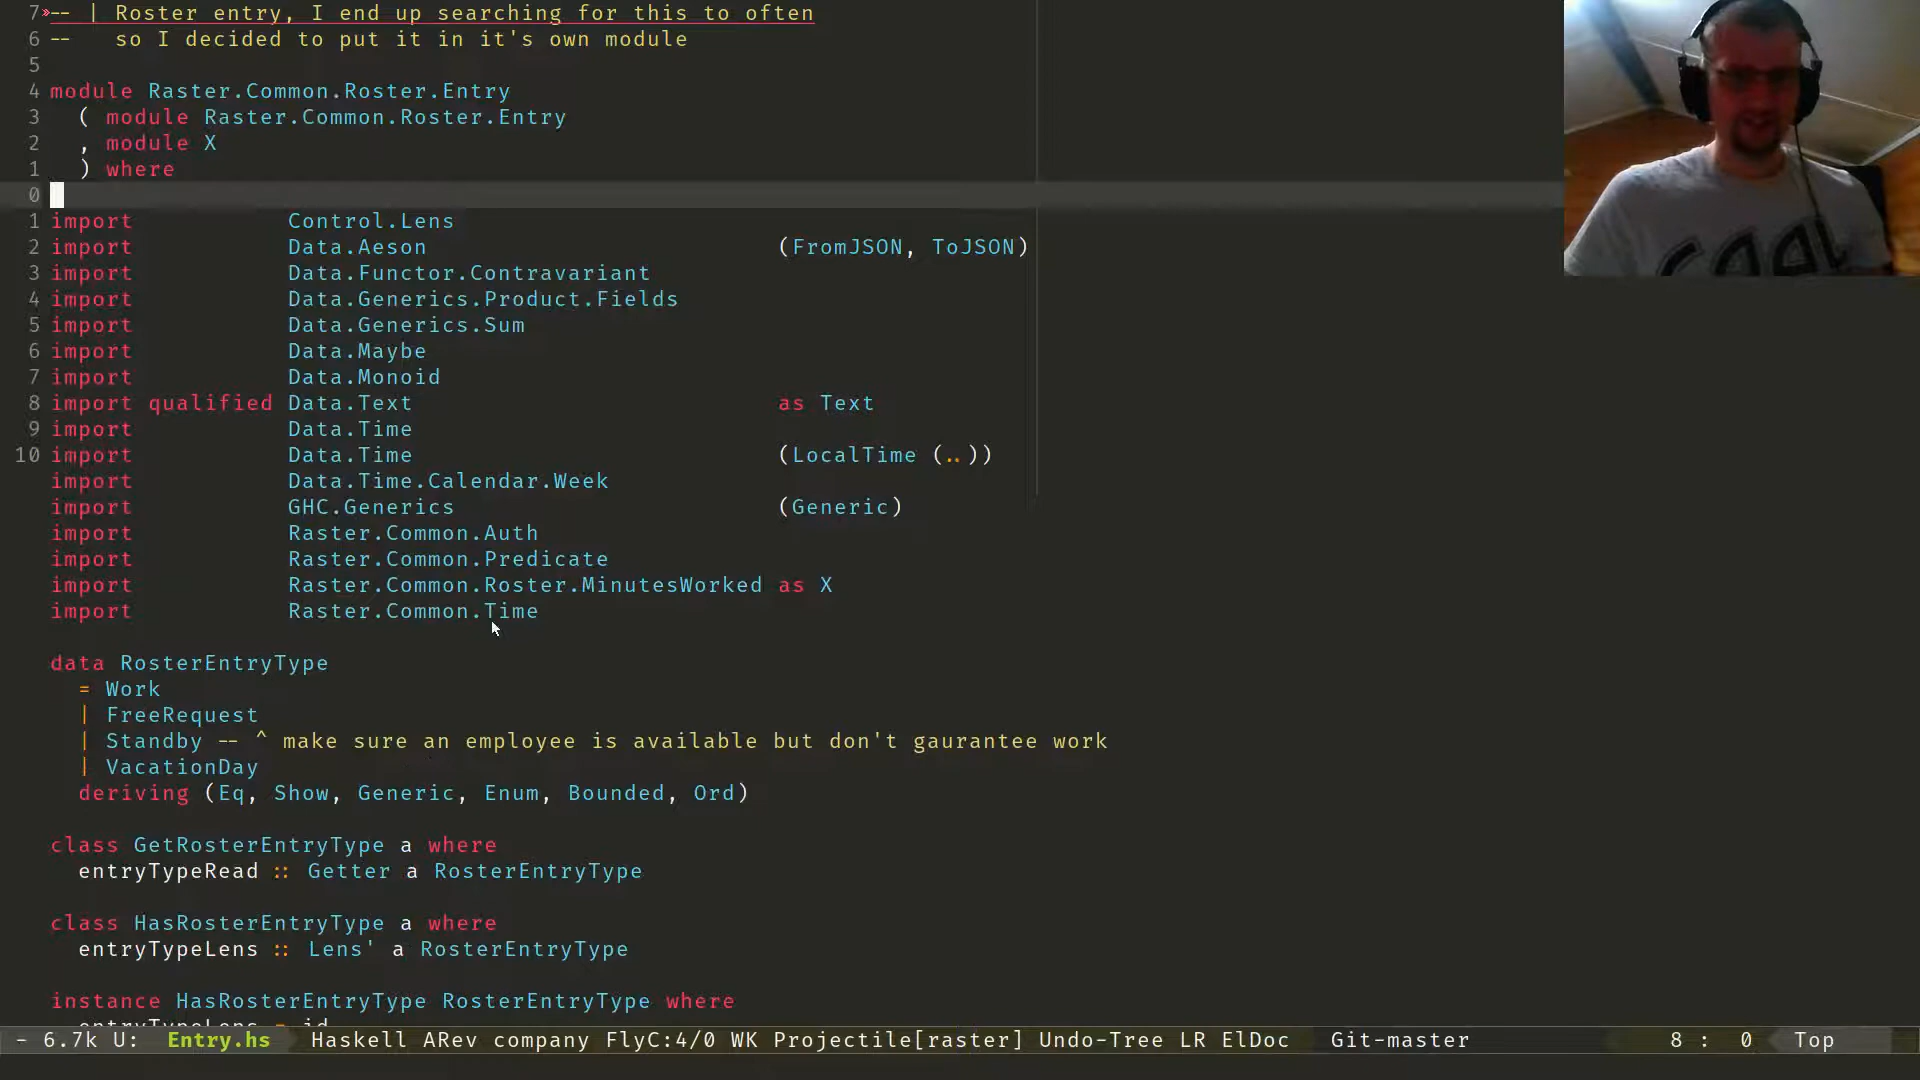 7»-- | Roster entry, I end up searching for this to often
6 --   so I decided to put it in it's own module
5
4 module Raster.Common.Roster.Entry
3   ( module Raster.Common.Roster.Entry
2   , module X
1   ) where
0
1 import           Control.Lens
2 import           Data.Aeson                         (FromJSON, ToJSON)
3 import           Data.Functor.Contravariant
4 import           Data.Generics.Product.Fields
5 import           Data.Generics.Sum
6 import           Data.Maybe
7 import           Data.Monoid
8 import qualified Data.Text                          as Text
9 import           Data.Time
10 import           Data.Time                          (LocalTime (..))
import           Data.Time.Calendar.Week
import           GHC.Generics                       (Generic)
import           Raster.Common.Auth
import           Raster.Common.Predicate
import           Raster.Common.Roster.MinutesWorked as X
import           Raster.Common.Time
data RosterEntryType
  = Work
  | FreeRequest
  | Standby -- ^ make sure an employee is available but don't gaurantee work
  | VacationDay
  deriving (Eq, Show, Generic, Enum, Bounded, Ord)
class GetRosterEntryType a where
  entryTypeRead :: Getter a RosterEntryType
class HasRosterEntryType a where
  entryTypeLens :: Lens' a RosterEntryType
instance HasRosterEntryType RosterEntryType where
  entryTypeLens = id
- 6.7k U: Entry.hs Haskell ARev company FlyC:4/0 WK Projectile[raster] Undo-Tree LR ElDoc Git-master 8 : 0 Top